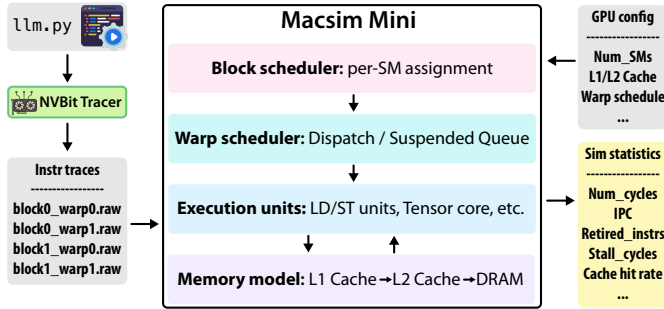 llm.py
NVBit Tracer
Instr traces
-----------------
block0_warp0.raw
block0_warp1.raw
block1_warp0.raw
block1_warp1.raw
Macsim Mini
Block scheduler: per-SM assignment
Warp scheduler: Dispatch / Suspended Queue
Execution units: LD/ST units, Tensor core, etc.
Memory model: L1 Cache→L2 Cache→DRAM
GPU config
-----------------
Num_SMs
L1/L2 Cache
Warp schedule
...
Sim statistics
-----------------
Num_cycles
IPC
Retired_instrs
Stall_cycles
Cache hit rate
...